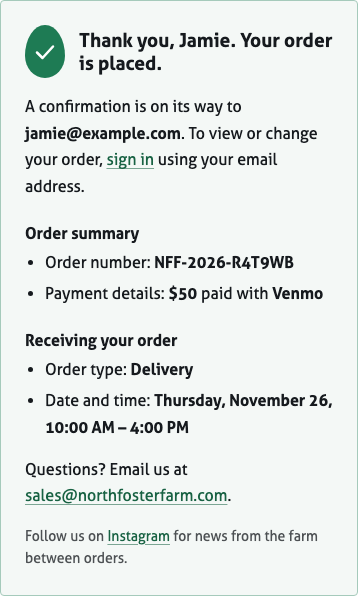 Thank you, Jamie. Your order
is placed.
A confirmation is on its way to
jamie@example.com. To view or change
your order, sign in using your email
address.
Order summary
• Order number: NFF-2026-R4T9WB
• Payment details: $50 paid with Venmo
Receiving your order
• Order type: Delivery
• Date and time: Thursday, November 26,
10:00 AM – 4:00 PM
Questions? Email us at
sales@northfosterfarm.com.
Follow us on Instagram for news from the farm
between orders.